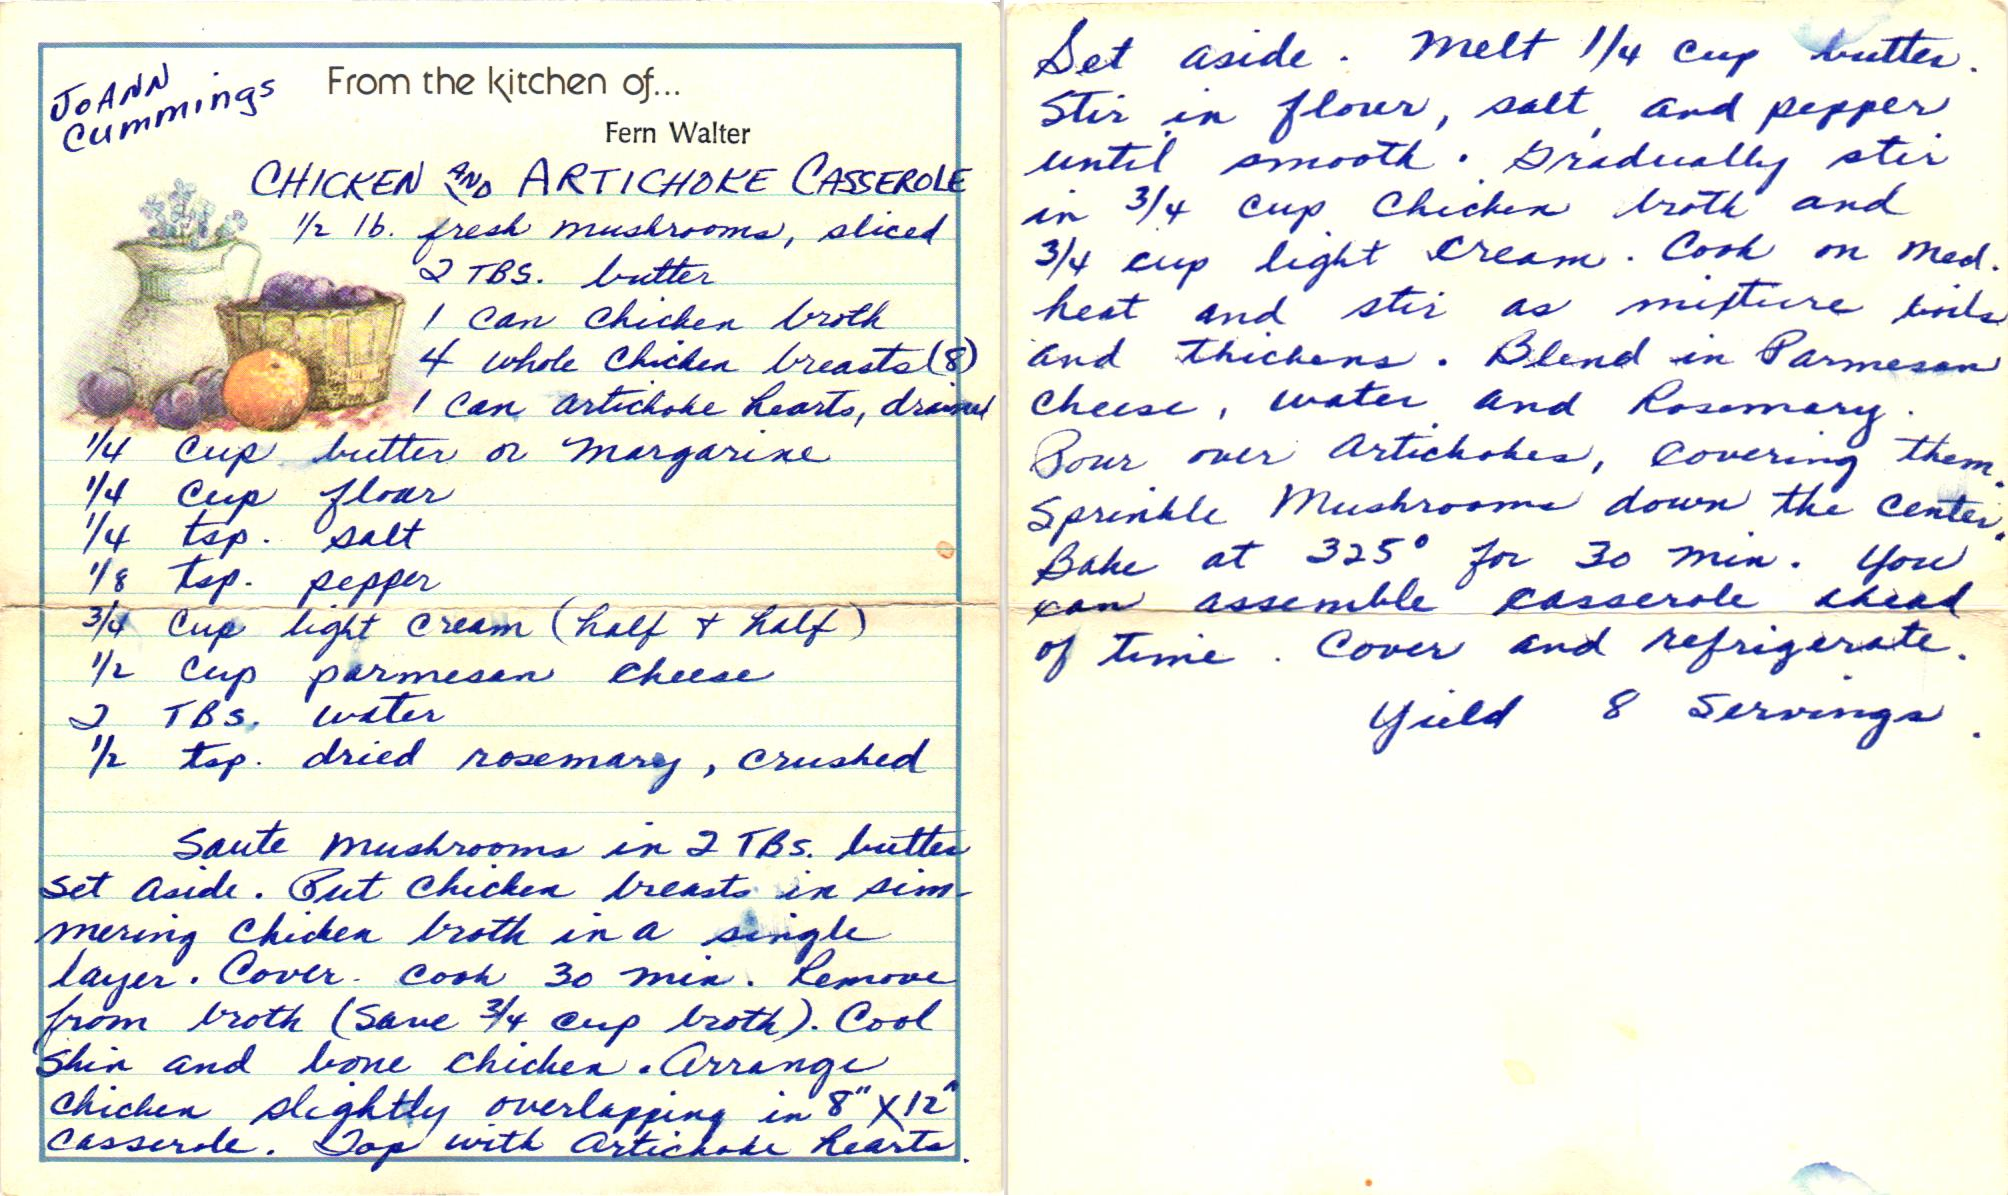 JoANN
Cummings
From the kitchen of...
Fern Walter
CHICKEN AND ARTICHOKE CASSEROLE
1/2 lb. fresh mushrooms, sliced
2 TBS. butter
1 can chicken broth
4 whole chicken breasts (8)
1 can artichoke hearts, drained
1/4 cup butter or margarine
1/4 cup flour
1/4 tsp. salt
1/8 tsp. pepper
3/4 cup light cream (half & half)
1/2 cup parmesan cheese
2 TBS. water
1/2 tsp. dried rosemary, crushed
Saute mushrooms in 2 TBS. butter
set aside. Put chicken breasts in sim-
mering chicken broth in a single
layer. Cover. Cook 30 min. Remove
from broth (save 3/4 cup broth). Cool
skin and bone chicken. Arrange
chicken slightly overlapping in 8" X 12"
casserole. Top with artichoke hearts.
Set aside. Melt 1/4 cup butter.
Stir in flour, salt, and pepper
until smooth. Gradually stir
in 3/4 cup chicken broth and
3/4 cup light cream. Cook on med.
heat and stir as mixture boils
and thickens. Blend in Parmesan
cheese, water and Rosemary.
Pour over Artichokes, covering them.
Sprinkle Mushrooms down the center.
Bake at 325° for 30 min. You
can assemble casserole ahead
of time. Cover and refrigerate.
Yield 8 Servings.